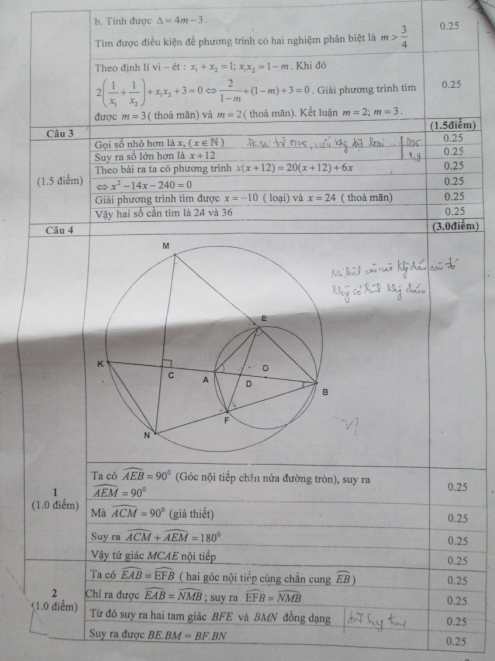 b. Tính được Δ = 4m − 3.
0.25
Tìm được điều kiện để phương trình có hai nghiệm phân biệt là m > 3/4
Theo định lí vi – ét : x₁ + x₂ = 1; x₁x₂ = 1 − m. Khi đó
2(1/x₁ + 1/x₂) + x₁x₂ + 3 = 0 ⇔ 2/(1−m) + (1−m) + 3 = 0. Giải phương trình tìm
0.25
được m = 3 ( thoả mãn) và m = 2 ( thoả mãn). Kết luận m = 2; m = 3.
Câu 3
(1.5điểm)
(1.5 điểm)
Gọi số nhỏ hơn là x, (x ∈ N)
0.25
Suy ra số lớn hơn là x + 12
0.25
Theo bài ra ta có phương trình x(x + 12) = 20(x + 12) + 6x
0.25
⇔ x² − 14x − 240 = 0
0.25
Giải phương trình tìm được x = −10 ( loại) và x = 24 ( thoả mãn)
0.25
Vậy hai số cần tìm là 24 và 36
0.25
Câu 4
(3.0điểm)
M
E
K
C
A
D
O
B
F
N
1
(1.0 điểm)
Ta có AEB = 90⁰ (Góc nội tiếp chắn nửa đường tròn), suy ra
AEM = 90⁰
0.25
Mà ACM = 90⁰ (giả thiết)
0.25
Suy ra ACM + AEM = 180⁰
0.25
Vậy tứ giác MCAE nội tiếp
0.25
2
(1.0 điểm)
Ta có EAB = EFB ( hai góc nội tiếp cùng chắn cung EB)
0.25
Chỉ ra được EAB = NMB ; suy ra EFB = NMB
0.25
Từ đó suy ra hai tam giác BFE và BMN đồng dạng
0.25
Suy ra được BE.BM = BF.BN
0.25